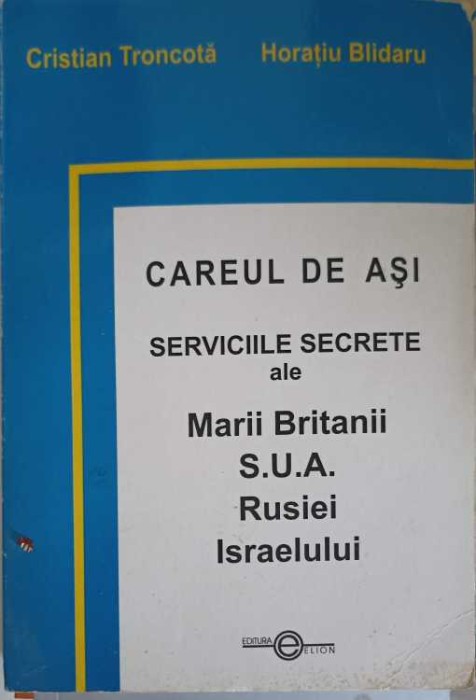 Cristian Troncotă Horaţiu Blidaru
CAREUL DE AŞI
SERVICIILE SECRETE
ale
Marii Britanii
S.U.A.
Rusiei
Israelului
EDITURA
e ELION